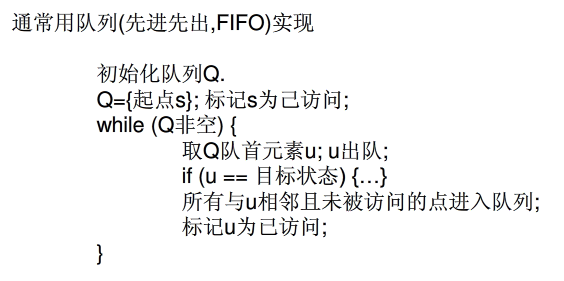 通常用队列(先进先出,FIFO)实现
初始化队列Q.
Q={起点s}; 标记s为己访问;
while (Q非空) {
取Q队首元素u; u出队;
if (u == 目标状态) {…}
所有与u相邻且未被访问的点进入队列;
标记u为已访问;
}